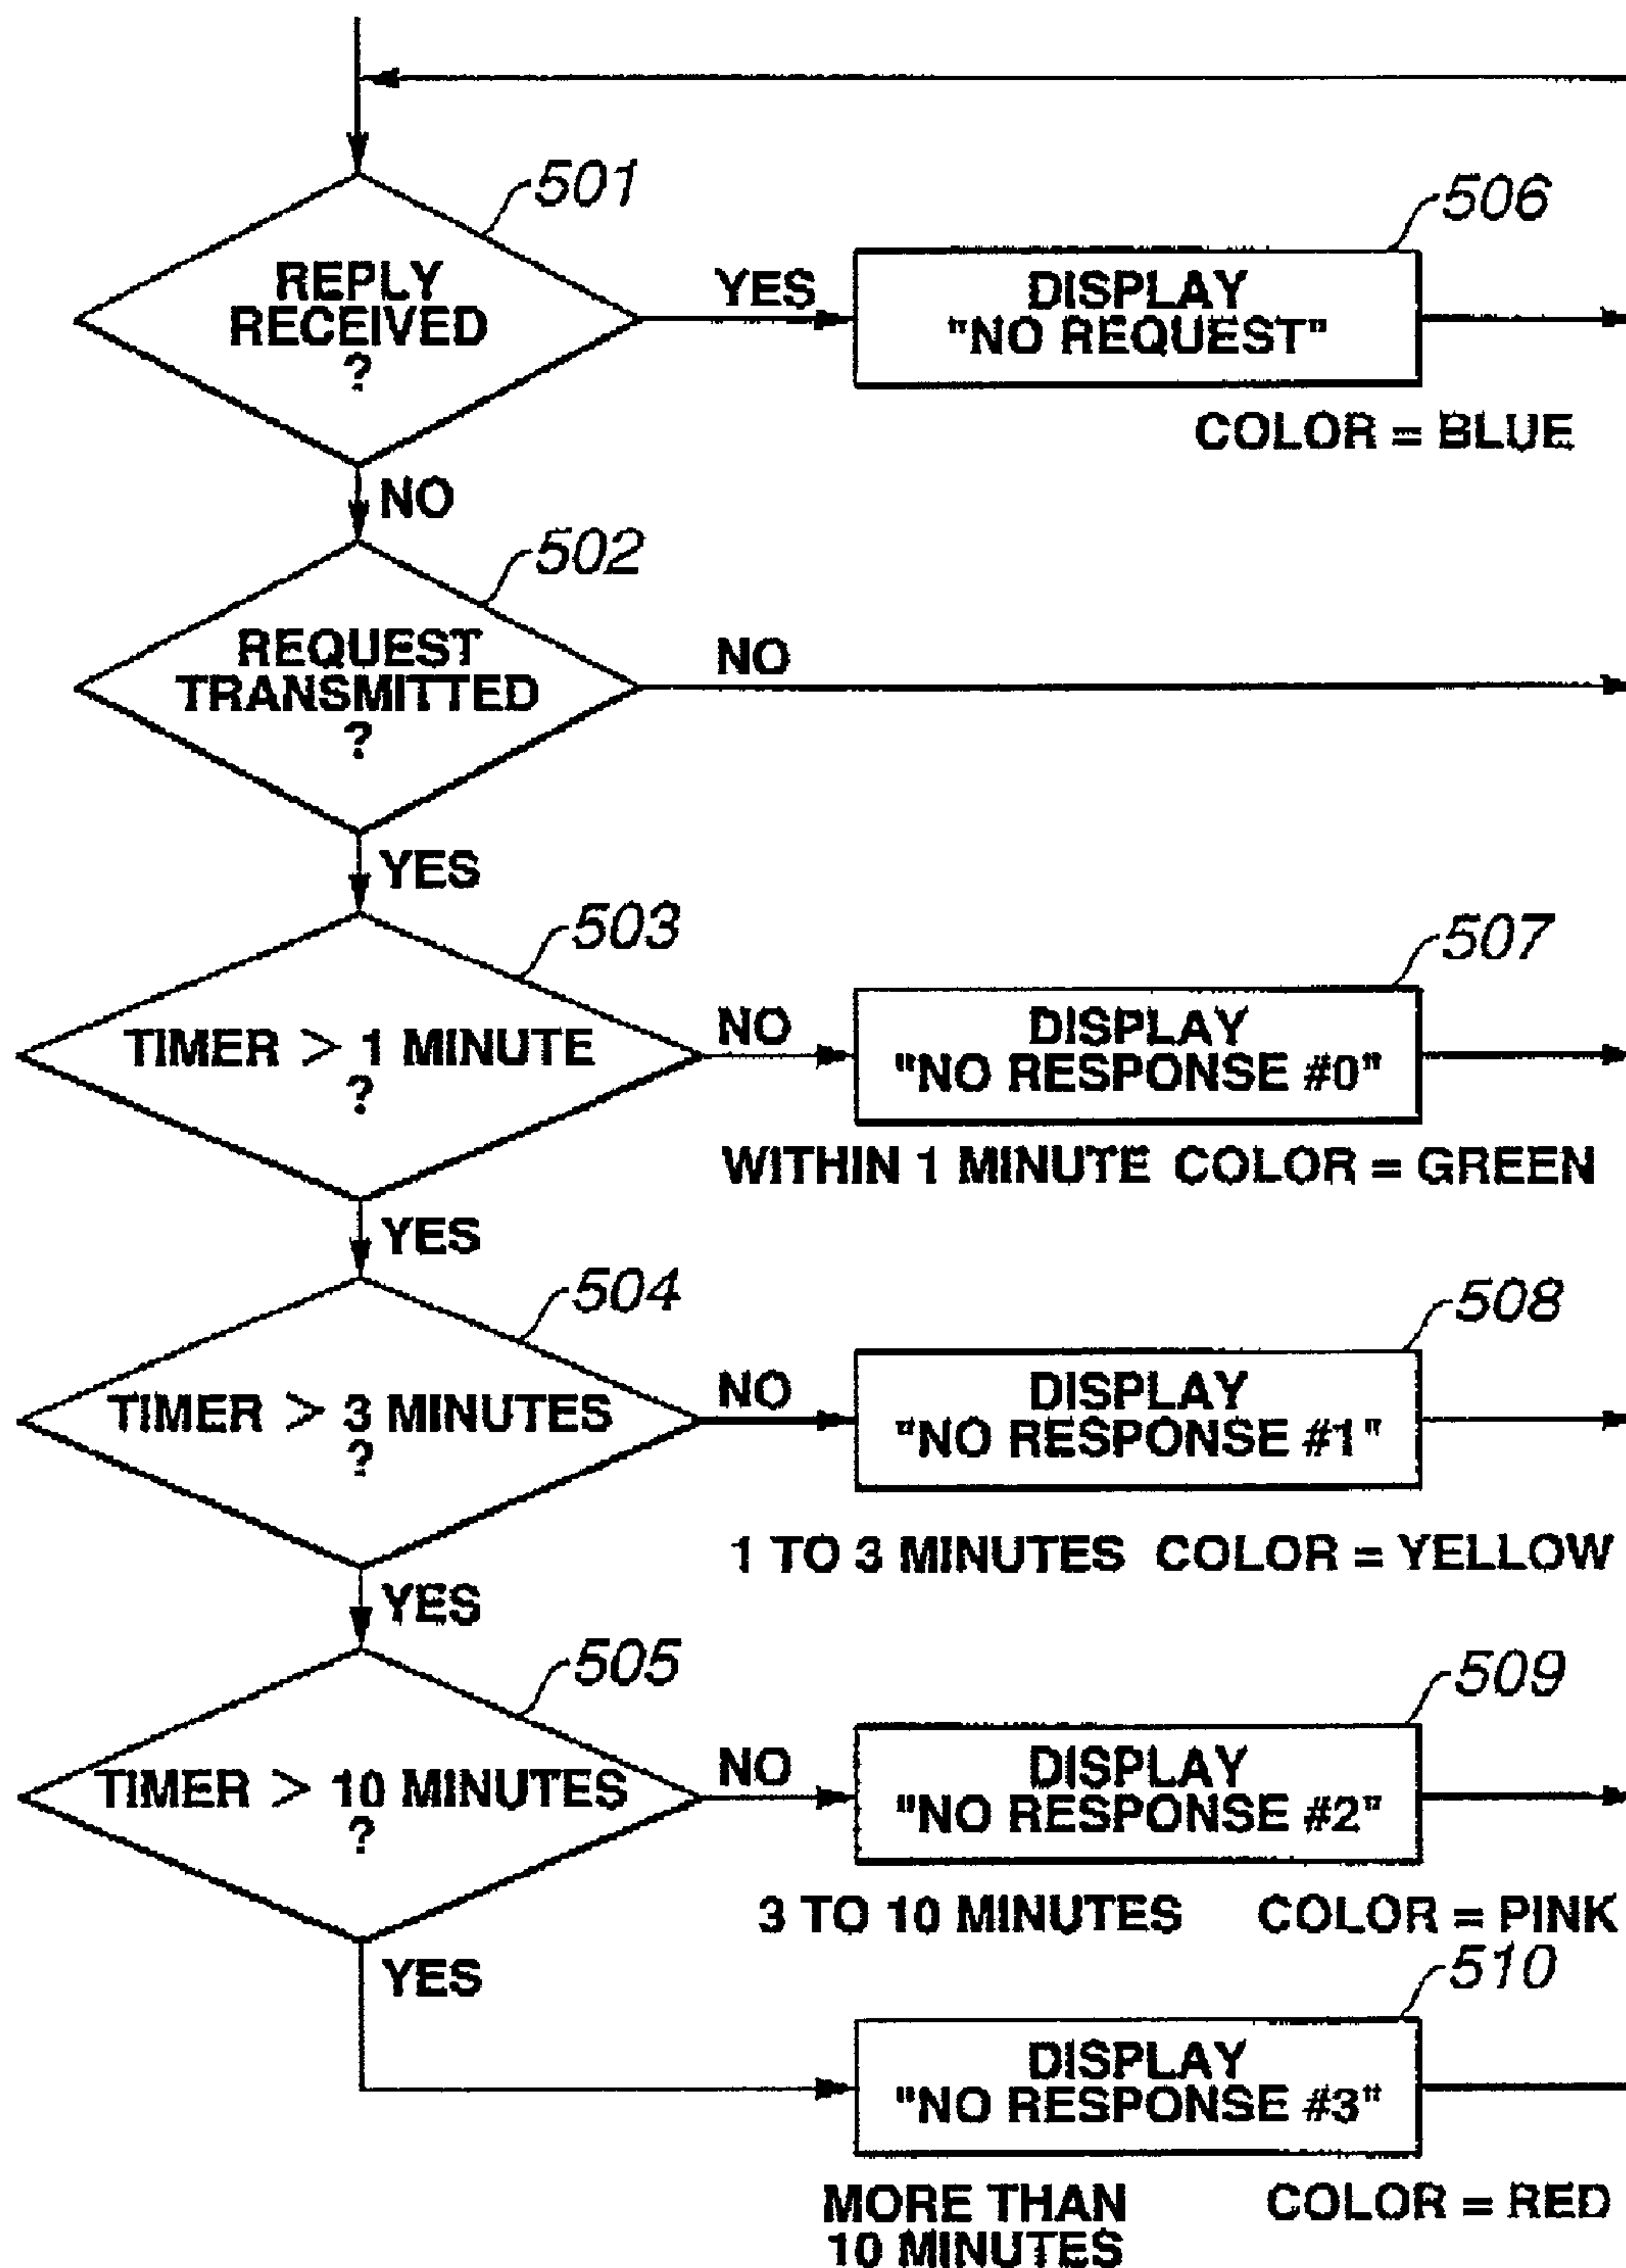 501
REPLY
RECEIVED
?
YES
506
DISPLAY
"NO REQUEST"
COLOR = BLUE
NO
502
REQUEST
TRANSMITTED
?
NO
YES
503
TIMER > 1 MINUTE
?
NO
507
DISPLAY
"NO RESPONSE #0"
WITHIN 1 MINUTE COLOR = GREEN
YES
504
TIMER > 3 MINUTES
?
NO
508
DISPLAY
"NO RESPONSE #1"
1 TO 3 MINUTES COLOR = YELLOW
YES
505
TIMER > 10 MINUTES
?
NO
509
DISPLAY
"NO RESPONSE #2"
3 TO 10 MINUTES COLOR = PINK
YES
510
DISPLAY
"NO RESPONSE #3"
MORE THAN
10 MINUTES
COLOR = RED